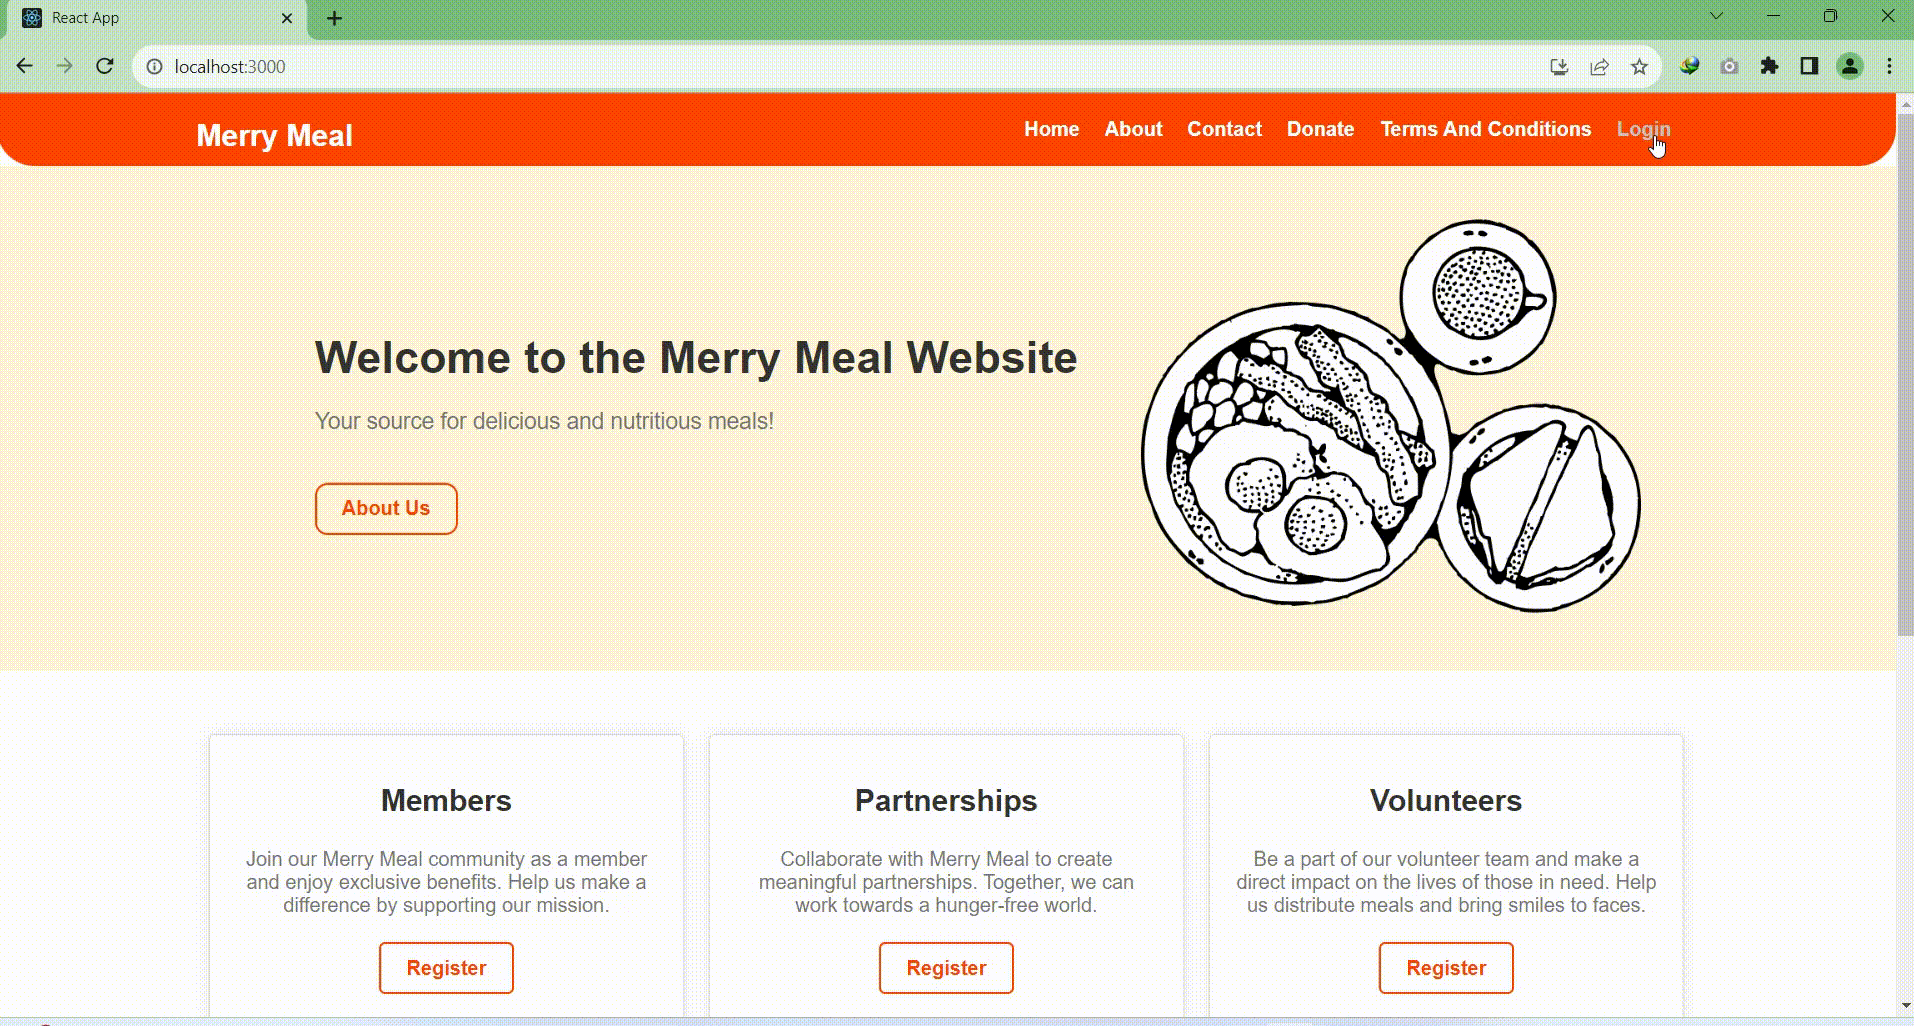 React App
localhost:3000
Merry Meal
Home About Contact Donate Terms And Conditions Login
Welcome to the Merry Meal Website
Your source for delicious and nutritious meals!
About Us
Members
Join our Merry Meal community as a member
and enjoy exclusive benefits. Help us make a
difference by supporting our mission.
Register
Partnerships
Collaborate with Merry Meal to create
meaningful partnerships. Together, we can
work towards a hunger-free world.
Register
Volunteers
Be a part of our volunteer team and make a
direct impact on the lives of those in need. Help
us distribute meals and bring smiles to faces.
Register